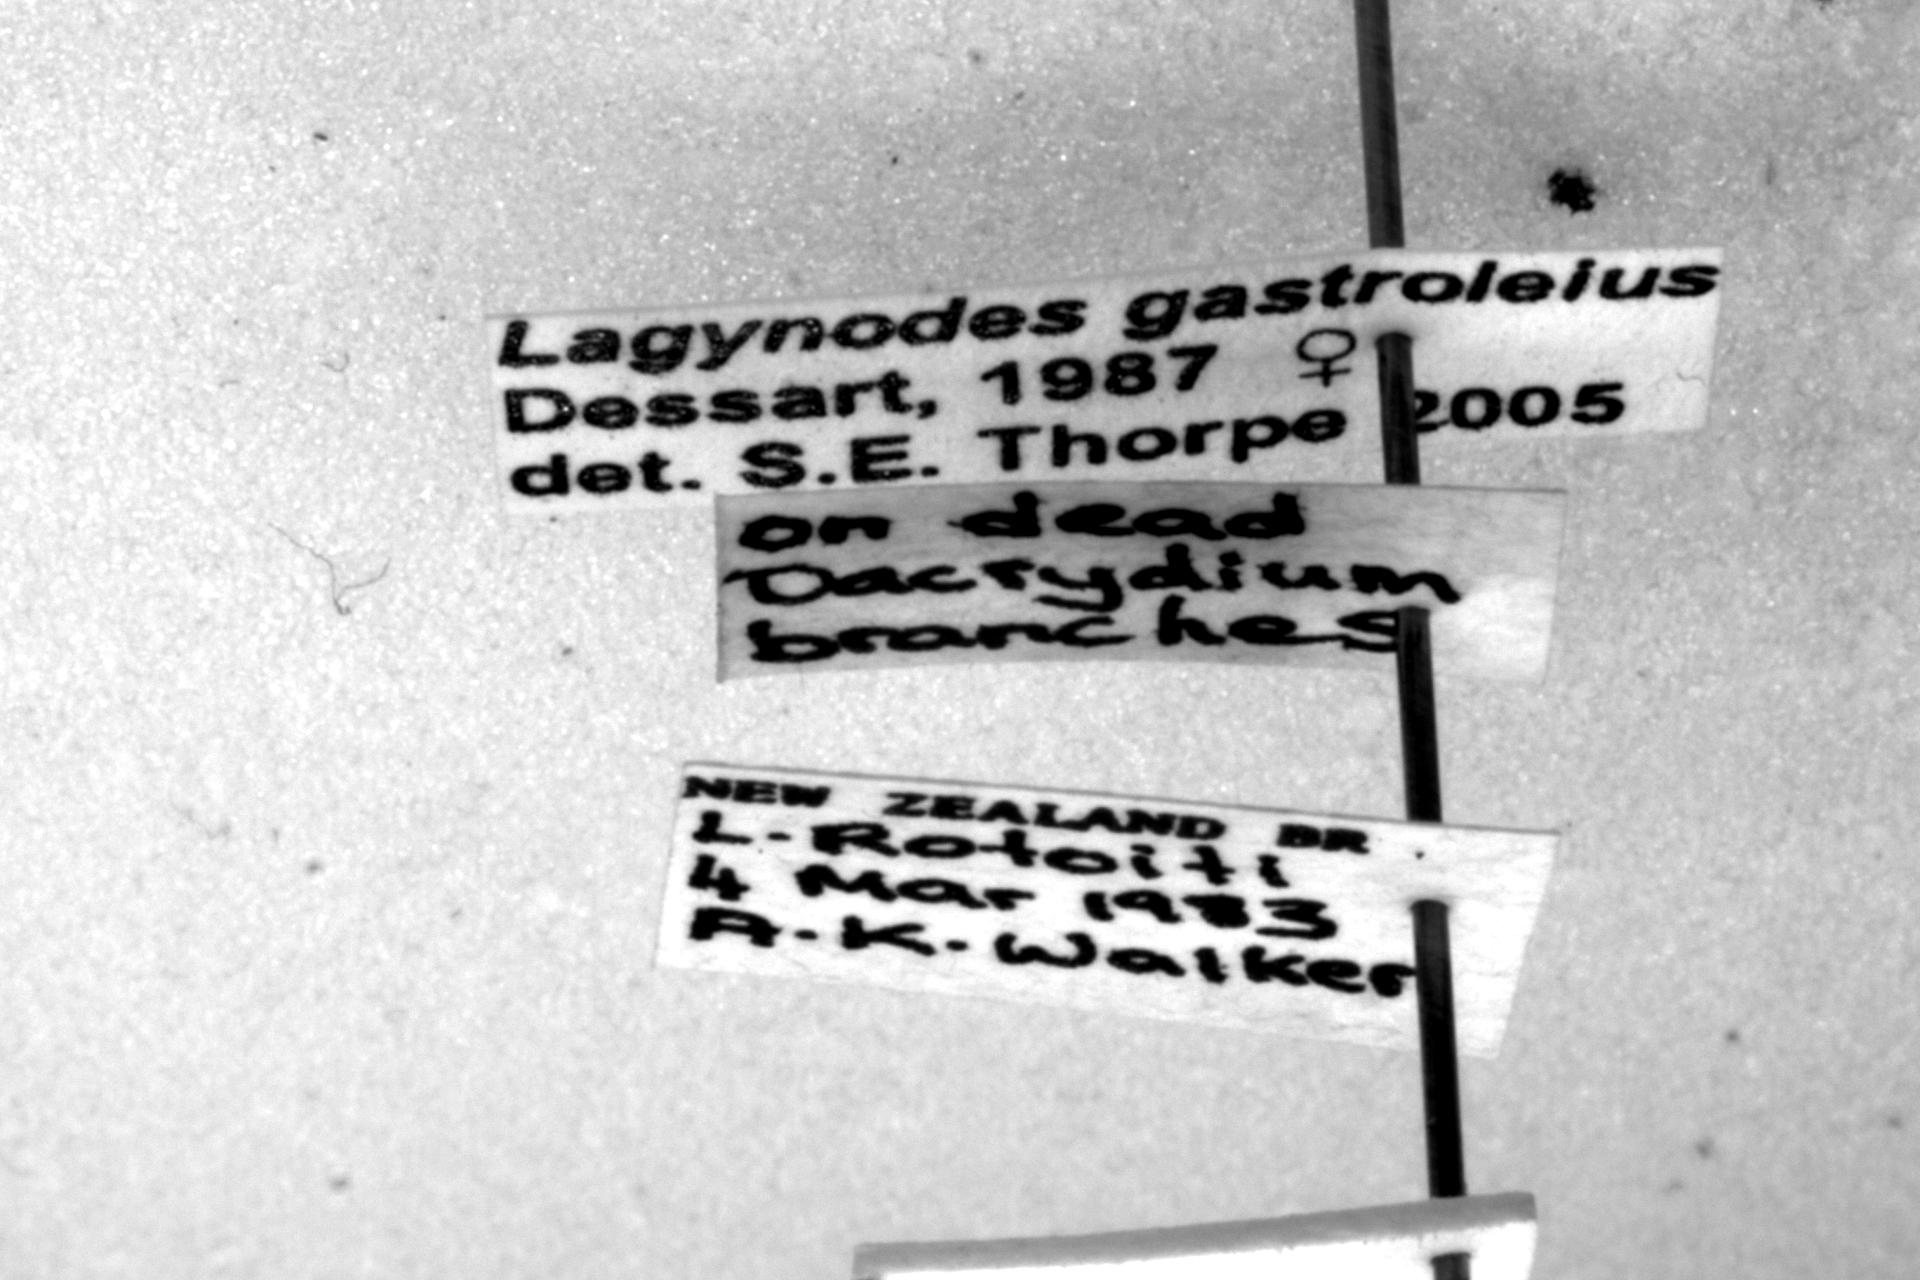 Lagynodes gastroleius
Dessart, 1987 ♀
det. S.E. Thorpe 2005
on dead
Dacrydium
branches
NEW ZEALAND BR
L. Rotoiti
4 Mar 1983
A.K. Walker